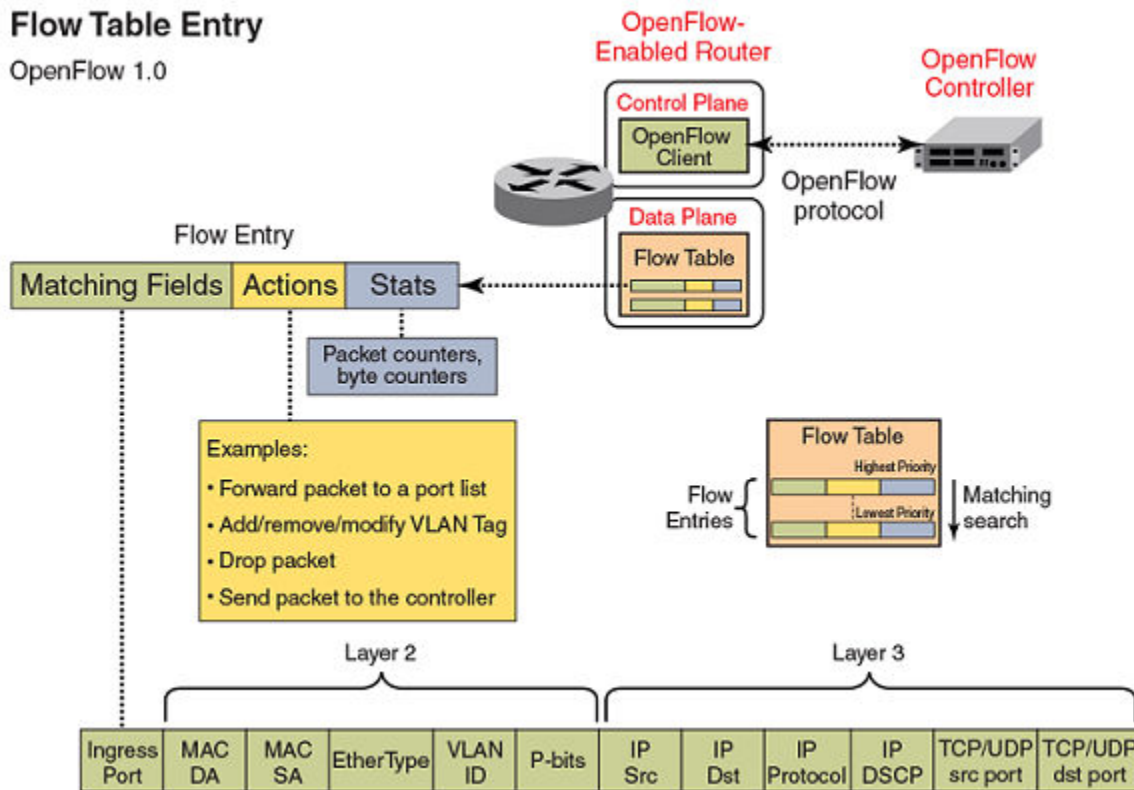 Flow Table Entry
OpenFlow 1.0
OpenFlow-
Enabled Router
OpenFlow
Controller
Control Plane
OpenFlow
Client
OpenFlow
protocol
Data Plane
Flow Table
Flow Entry
Matching Fields
Actions
Stats
Packet counters,
byte counters
Examples:
• Forward packet to a port list
• Add/remove/modify VLAN Tag
• Drop packet
• Send packet to the controller
Flow Table
Highest Priority
Lowest Priority
Flow
Entries
Matching
search
Layer 2
Layer 3
Ingress
Port
MAC
DA
MAC
SA
EtherType
VLAN
ID
P-bits
IP
Src
IP
Dst
IP
Protocol
IP
DSCP
TCP/UDP
src port
TCP/UDP
dst port